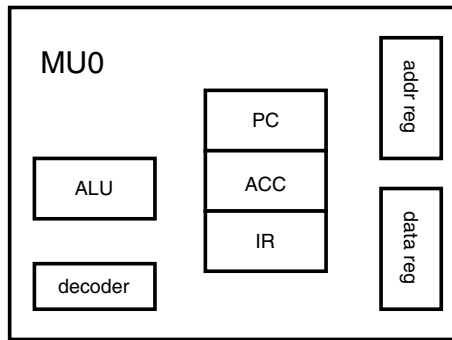 MU0
addr reg
PC
ALU
ACC
data reg
IR
decoder